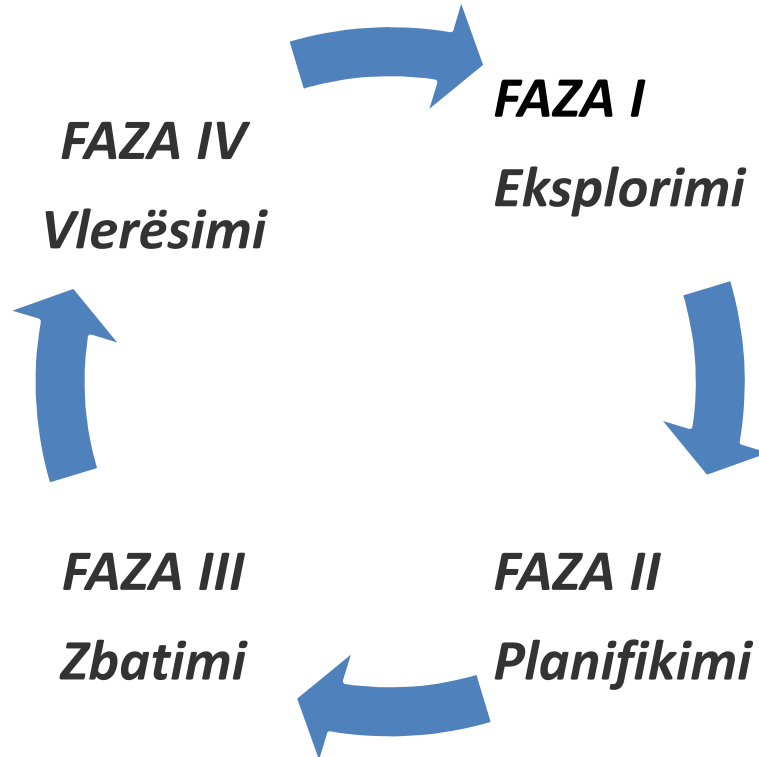 FAZA I
Eksplorimi
FAZA II
Planifikimi
FAZA III
Zbatimi
FAZA IV
Vlerësimi